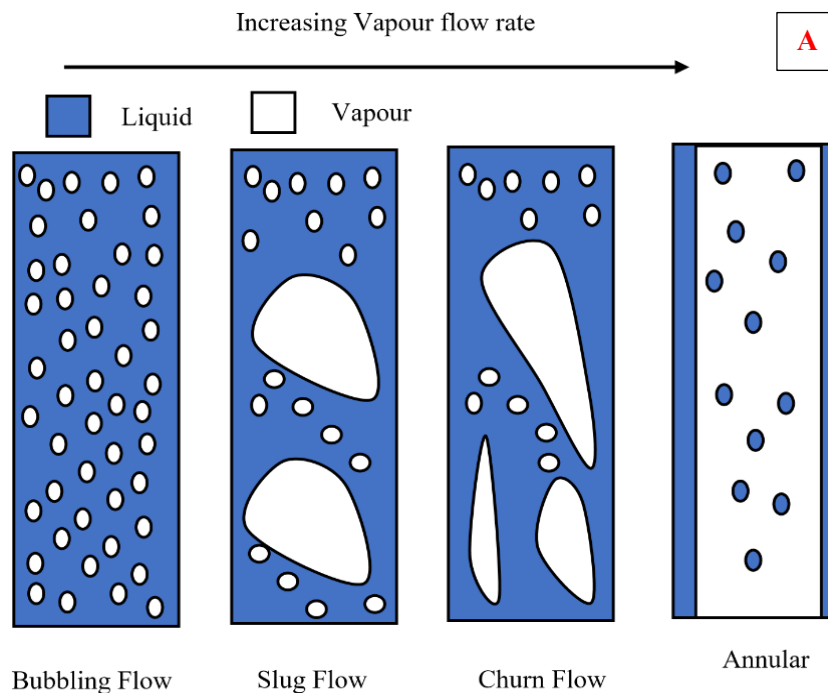 Increasing Vapour flow rate
A
Liquid
Vapour
Bubbling Flow
Slug Flow
Churn Flow
Annular